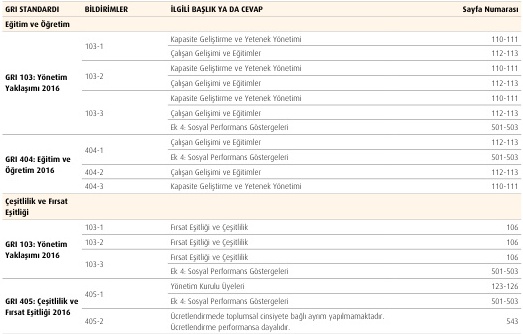 GRI STANDARDI BİLDİRİMLER İLGİLİ BAŞLIK YA DA CEVAP Sayfa Numarası
Eğitim ve Öğretim
GRI 103: Yönetim
Yaklaşımı 2016
103-1
Kapasite Geliştirme ve Yetenek Yönetimi 110-111
Çalışan Gelişimi ve Eğitimler 112-113
103-2
Kapasite Geliştirme ve Yetenek Yönetimi 110-111
Çalışan Gelişimi ve Eğitimler 112-113
103-3
Kapasite Geliştirme ve Yetenek Yönetimi 110-111
Çalışan Gelişimi ve Eğitimler 112-113
Ek 4: Sosyal Performans Göstergeleri 501-503
GRI 404: Eğitim ve
Öğretim 2016
404-1
Çalışan Gelişimi ve Eğitimler 112-113
Ek 4: Sosyal Performans Göstergeleri 501-503
404-2 Çalışan Gelişimi ve Eğitimler 112-113
404-3 Kapasite Geliştirme ve Yetenek Yönetimi 110-111
Çeşitlilik ve Fırsat
Eşitliği
GRI 103: Yönetim
Yaklaşımı 2016
103-1 Fırsat Eşitliği ve Çeşitlilik 106
103-2 Fırsat Eşitliği ve Çeşitlilik 106
103-3
Fırsat Eşitliği ve Çeşitlilik 106
Ek 4: Sosyal Performans Göstergeleri 501-503
GRI 405: Çeşitlilik ve
Fırsat Eşitliği 2016
405-1
Yönetim Kurulu Üyeleri 123-126
Ek 4: Sosyal Performans Göstergeleri 501-503
405-2
Ücretlendirmede toplumsal cinsiyete bağlı ayrım yapılmamaktadır.
Ücretlendirme performansa dayalıdır.
543